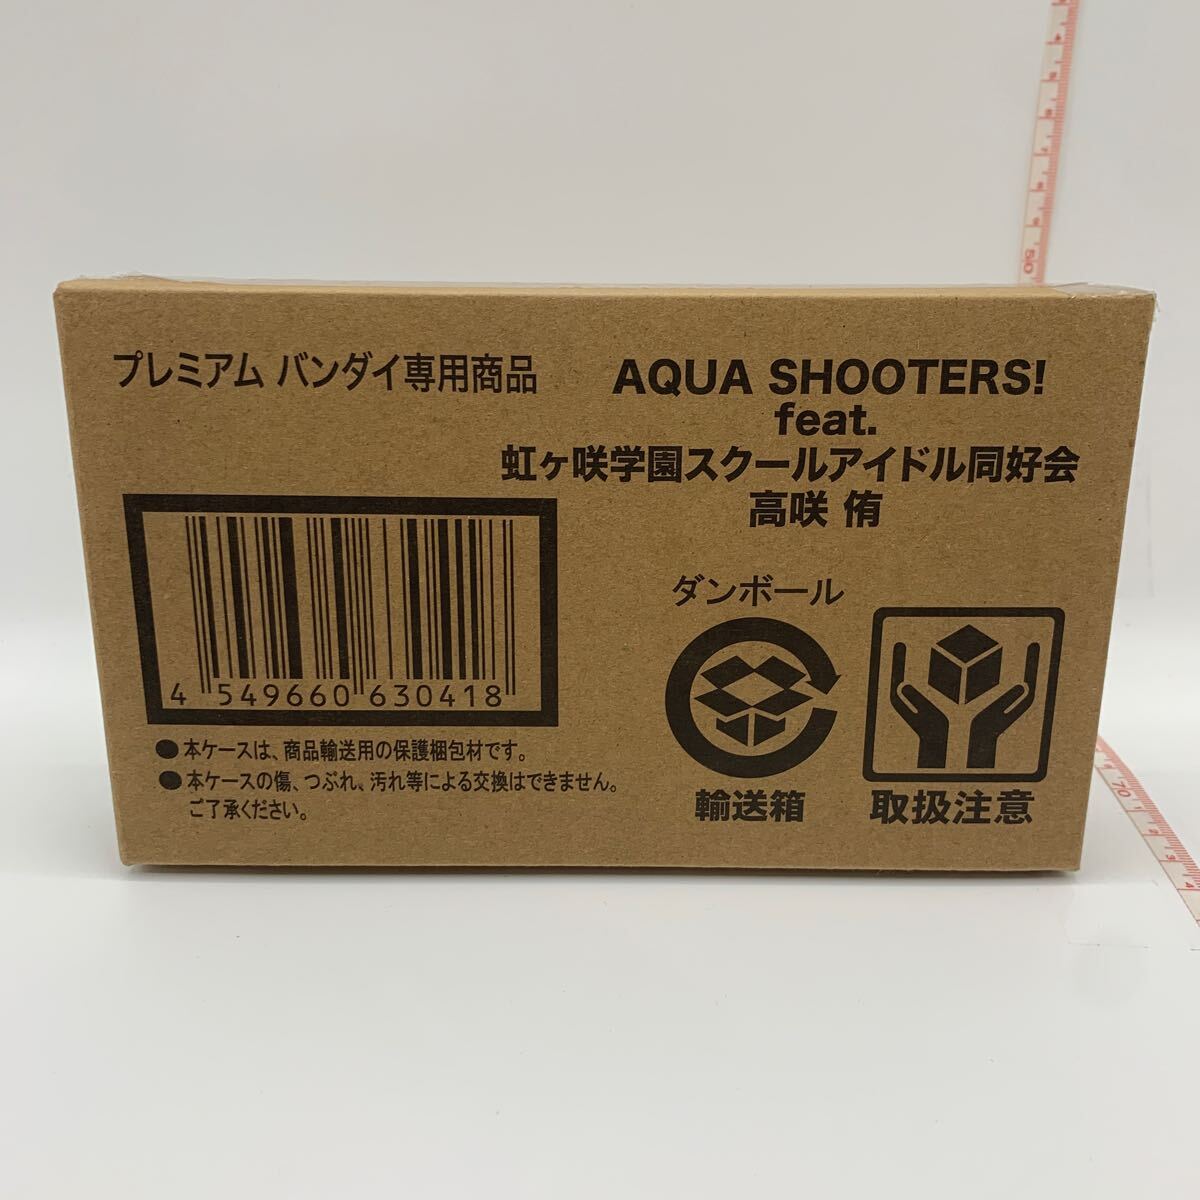 プレミアム バンダイ専用商品
AQUA SHOOTERS!
feat.
虹ヶ咲学園スクールアイドル同好会
高咲 侑
4 549660 630418
●本ケースは、商品輸送用の保護梱包材です。
●本ケースの傷、つぶれ、汚れ等による交換はできません。
ご了承ください。
ダンボール
輸送箱
取扱注意